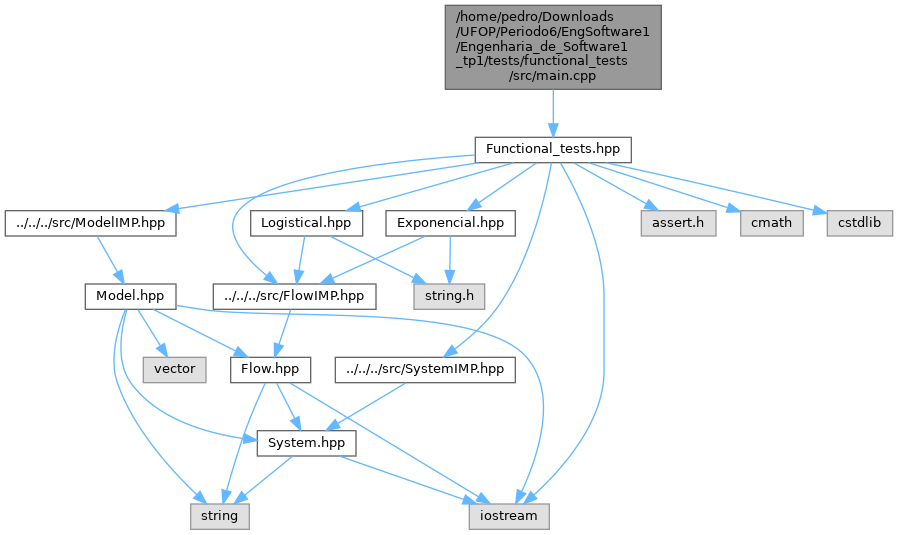 /home/pedro/Downloads
/UFOP/Periodo6/EngSoftware1
/Engenharia_de_Software1
_tp1/tests/functional_tests
/src/main.cpp
Functional_tests.hpp
../../../src/ModelIMP.hpp
Logistical.hpp
Exponencial.hpp
assert.h
cmath
cstdlib
Model.hpp
../../../src/FlowIMP.hpp
string.h
vector
Flow.hpp
../../../src/SystemIMP.hpp
System.hpp
string
iostream